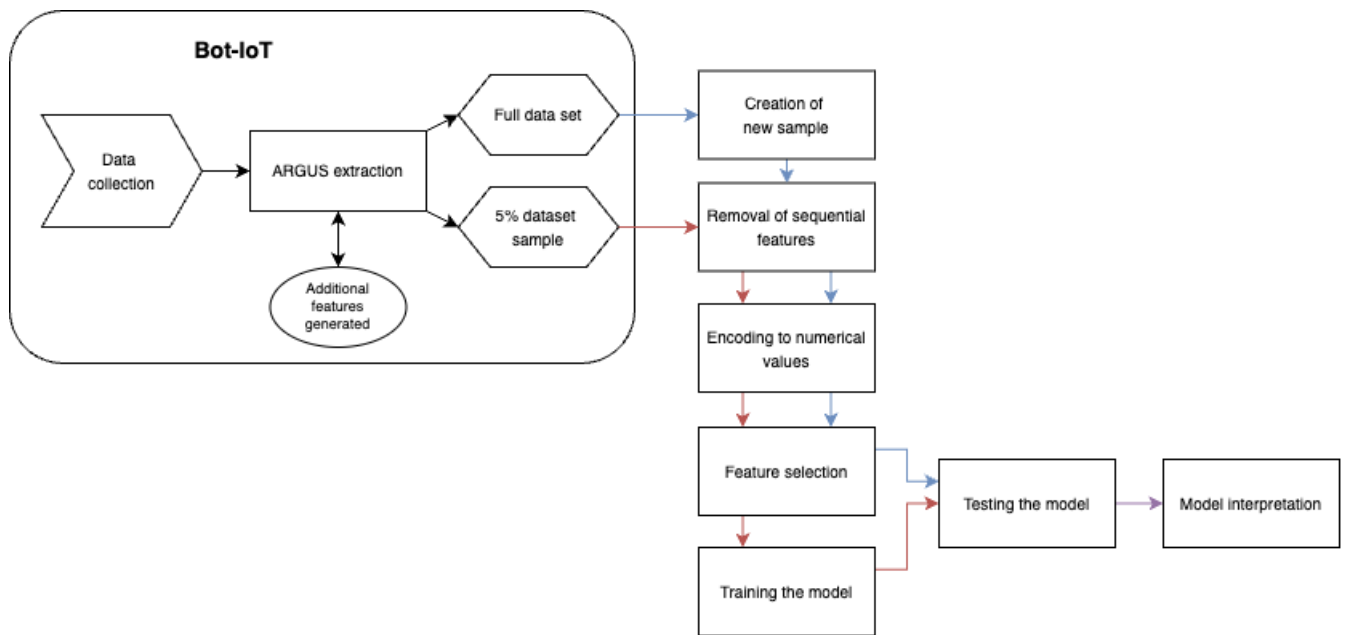 Bot-IoT
Data
collection
ARGUS extraction
Additional
features
generated
Full data set
5% dataset
sample
Creation of
new sample
Removal of sequential
features
Encoding to numerical
values
Feature selection
Training the model
Testing the model
Model interpretation